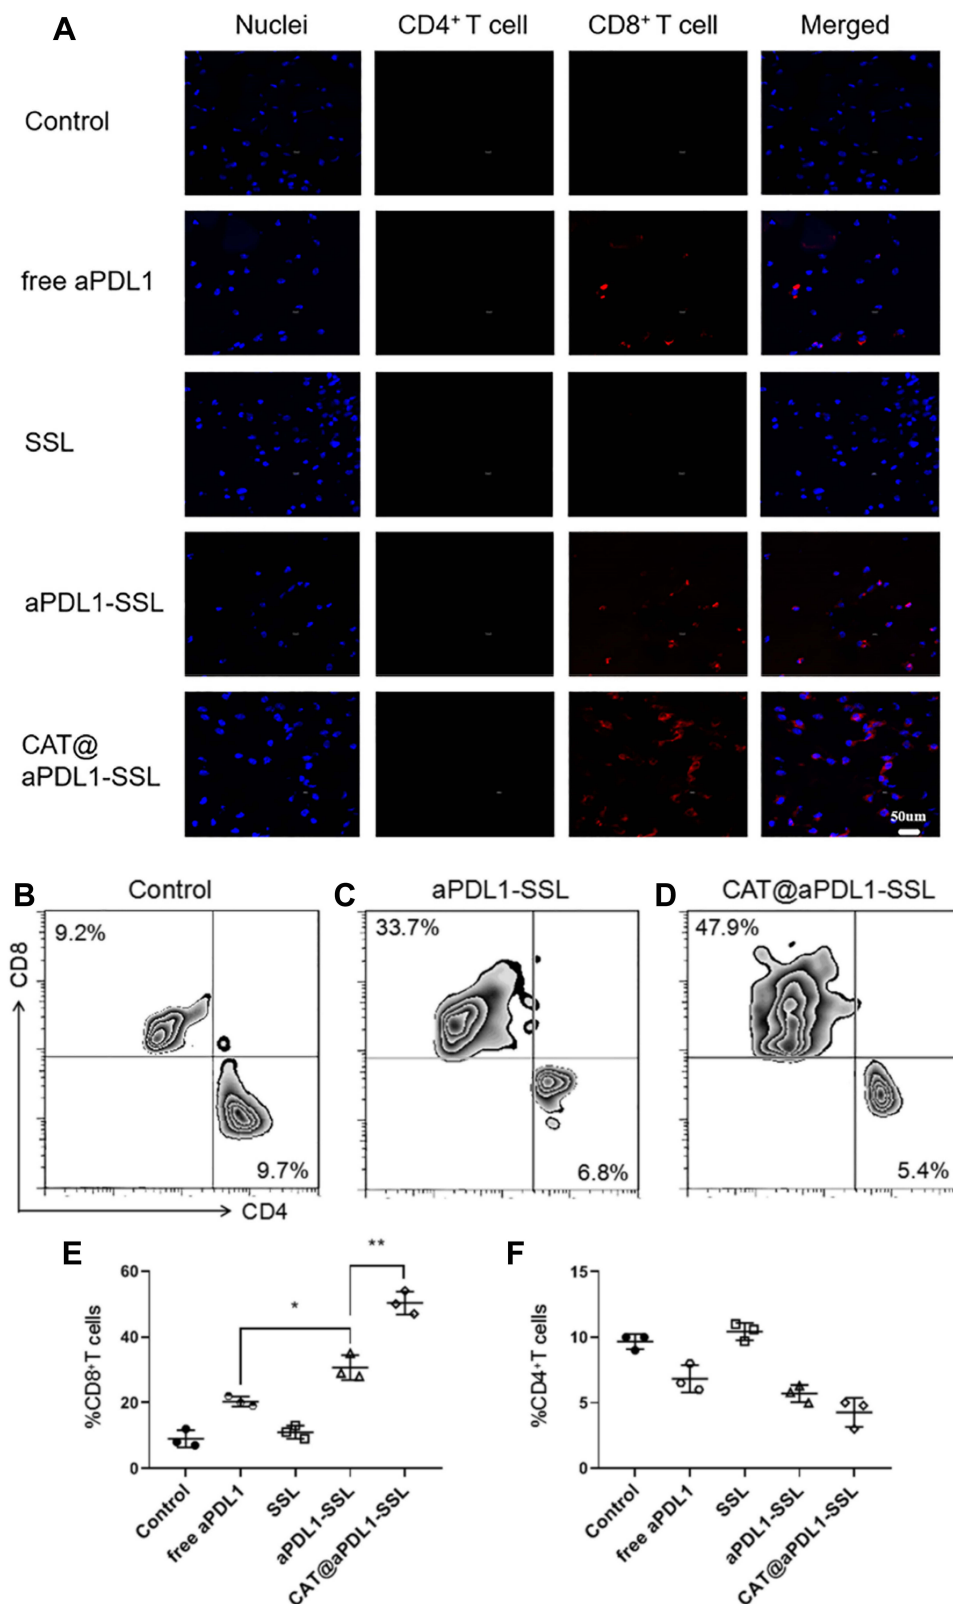 A
Nuclei CD4⁺ T cell CD8⁺ T cell Merged
Control
free aPDL1
SSL
aPDL1-SSL
CAT@
aPDL1-SSL
50um
B Control
C aPDL1-SSL
D CAT@aPDL1-SSL
9.2%
33.7%
47.9%
CD8
9.7%
6.8%
5.4%
CD4
E
**
*
60
40
20
0
%CD8⁺T cells
Control
free aPDL1
SSL
aPDL1-SSL
CAT@aPDL1-SSL
F
15
10
5
0
%CD4⁺T cells
Control
free aPDL1
SSL
aPDL1-SSL
CAT@aPDL1-SSL